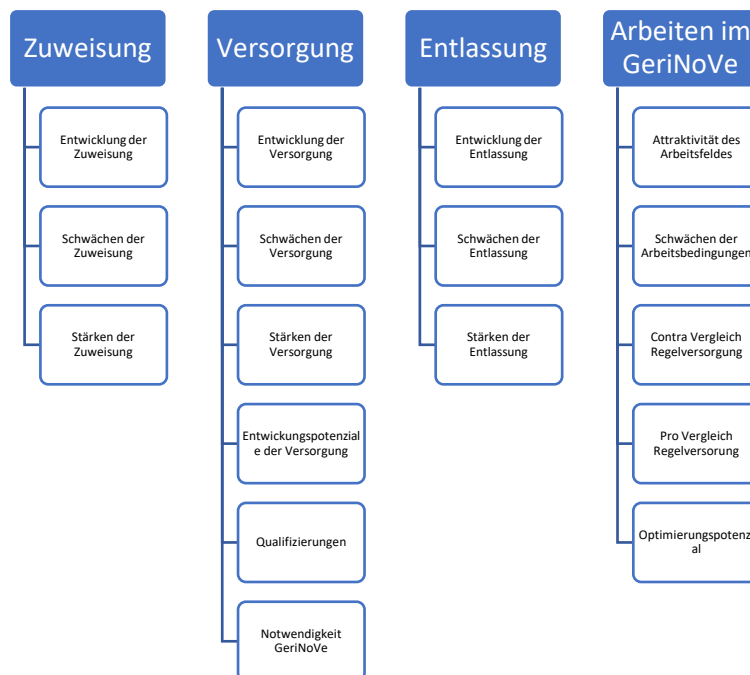 Zuweisung
Entwicklung der
Zuweisung
Schwächen der
Zuweisung
Stärken der
Zuweisung
Versorgung
Entwicklung der
Versorgung
Schwächen der
Versorgung
Stärken der
Versorgung
Entwickungspotenzial
e der Versorgung
Qualifizierungen
Notwendigkeit
GeriNoVe
Entlassung
Entwicklung der
Entlassung
Schwächen der
Entlassung
Stärken der
Entlassung
Arbeiten im
GeriNoVe
Attraktivität des
Arbeitsfeldes
Schwächen der
Arbeitsbedingungen
Contra Vergleich
Regelversorgung
Pro Vergleich
Regelversorung
Optimierungspotenz
al